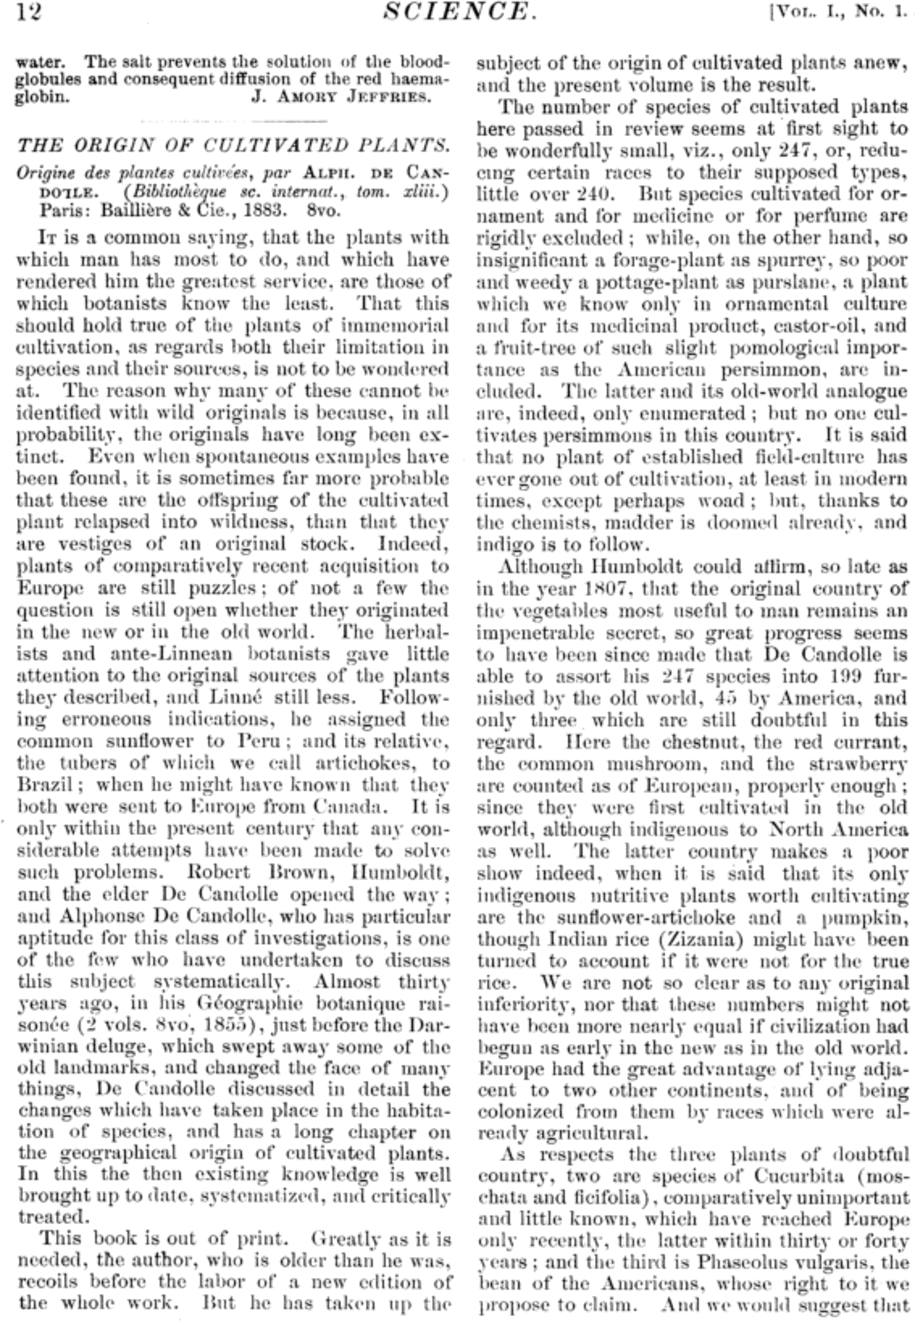 12
SCIENCE.
[VOL. I., No. 1.
water. The salt prevents the solution of the blood-
globules and consequent diffusion of the red haema-
globin. J. AMORY JEFFRIES.
THE ORIGIN OF CULTIVATED PLANTS.
Origine des plantes cultivées, par ALPH. DE CAN-
DOLLE. (Bibliothèque sc. internat., tom. xliii.)
Paris: Baillière & Cie., 1883. 8vo.
IT is a common saying, that the plants with
which man has most to do, and which have
rendered him the greatest service, are those of
which botanists know the least. That this
should hold true of the plants of immemorial
cultivation, as regards both their limitation in
species and their sources, is not to be wondered
at. The reason why many of these cannot be
identified with wild originals is because, in all
probability, the originals have long been ex-
tinct. Even when spontaneous examples have
been found, it is sometimes far more probable
that these are the offspring of the cultivated
plant relapsed into wildness, than that they
are vestiges of an original stock. Indeed,
plants of comparatively recent acquisition to
Europe are still puzzles; of not a few the
question is still open whether they originated
in the new or in the old world. The herbal-
ists and ante-Linnean botanists gave little
attention to the original sources of the plants
they described, and Linné still less. Follow-
ing erroneous indications, he assigned the
common sunflower to Peru; and its relative,
the tubers of which we call artichokes, to
Brazil; when he might have known that they
both were sent to Europe from Canada. It is
only within the present century that any con-
siderable attempts have been made to solve
such problems. Robert Brown, Humboldt,
and the elder De Candolle opened the way;
and Alphonse De Candolle, who has particular
aptitude for this class of investigations, is one
of the few who have undertaken to discuss
this subject systematically. Almost thirty
years ago, in his Géographie botanique rai-
sonée (2 vols. 8vo, 1855), just before the Dar-
winian deluge, which swept away some of the
old landmarks, and changed the face of many
things, De Candolle discussed in detail the
changes which have taken place in the habita-
tion of species, and has a long chapter on
the geographical origin of cultivated plants.
In this the then existing knowledge is well
brought up to date, systematized, and critically
treated.
This book is out of print. Greatly as it is
needed, the author, who is older than he was,
recoils before the labor of a new edition of
the whole work. But he has taken up the
subject of the origin of cultivated plants anew,
and the present volume is the result.
The number of species of cultivated plants
here passed in review seems at first sight to
be wonderfully small, viz., only 247, or, redu-
cing certain races to their supposed types,
little over 240. But species cultivated for or-
nament and for medicine or for perfume are
rigidly excluded; while, on the other hand, so
insignificant a forage-plant as spurrey, so poor
and weedy a pottage-plant as purslane, a plant
which we know only in ornamental culture
and for its medicinal product, castor-oil, and
a fruit-tree of such slight pomological impor-
tance as the American persimmon, are in-
cluded. The latter and its old-world analogue
are, indeed, only enumerated; but no one cul-
tivates persimmons in this country. It is said
that no plant of established field-culture has
ever gone out of cultivation, at least in modern
times, except perhaps woad; but, thanks to
the chemists, madder is doomed already, and
indigo is to follow.
Although Humboldt could affirm, so late as
in the year 1807, that the original country of
the vegetables most useful to man remains an
impenetrable secret, so great progress seems
to have been since made that De Candolle is
able to assort his 247 species into 199 fur-
nished by the old world, 45 by America, and
only three which are still doubtful in this
regard. Here the chestnut, the red currant,
the common mushroom, and the strawberry
are counted as of European, properly enough;
since they were first cultivated in the old
world, although indigenous to North America
as well. The latter country makes a poor
show indeed, when it is said that its only
indigenous nutritive plants worth cultivating
are the sunflower-artichoke and a pumpkin,
though Indian rice (Zizania) might have been
turned to account if it were not for the true
rice. We are not so clear as to any original
inferiority, nor that these numbers might not
have been more nearly equal if civilization had
begun as early in the new as in the old world.
Europe had the great advantage of lying adja-
cent to two other continents, and of being
colonized from them by races which were al-
ready agricultural.
As respects the three plants of doubtful
country, two are species of Cucurbita (mos-
chata and ficifolia), comparatively unimportant
and little known, which have reached Europe
only recently, the latter within thirty or forty
years; and the third is Phaseolus vulgaris, the
bean of the Americans, whose right to it we
propose to claim. And we would suggest that